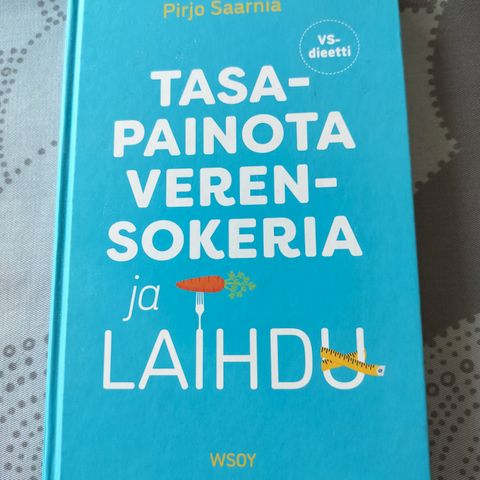 Pirjo Saarnia
VS-
dieetti
TASA-
PAINOTA
VEREN-
SOKERIA
ja
LAIHDU
WSOY